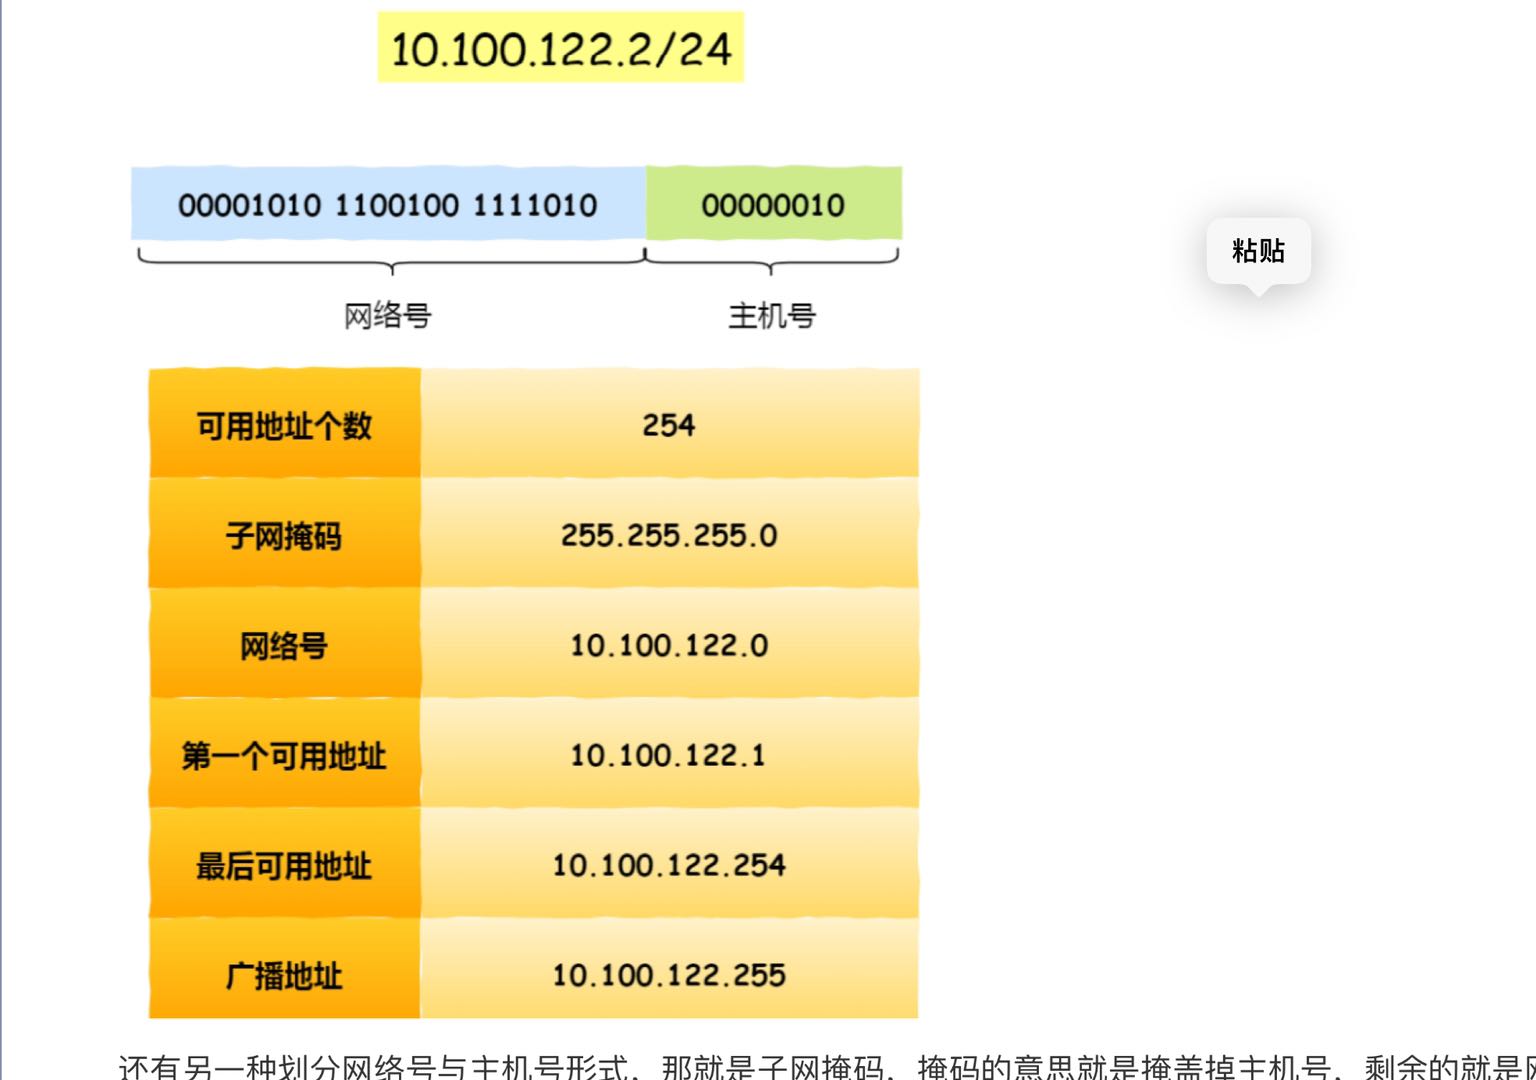 10.100.122.2/24
00001010 1100100 1111010 00000010
粘贴
网络号 主机号
可用地址个数 254
子网掩码 255.255.255.0
网络号 10.100.122.0
第一个可用地址 10.100.122.1
最后可用地址 10.100.122.254
广播地址 10.100.122.255
还有另一种划分网络号与主机号形式，那就是子网掩码，掩码的意思就是掩盖掉主机号，剩余的就是